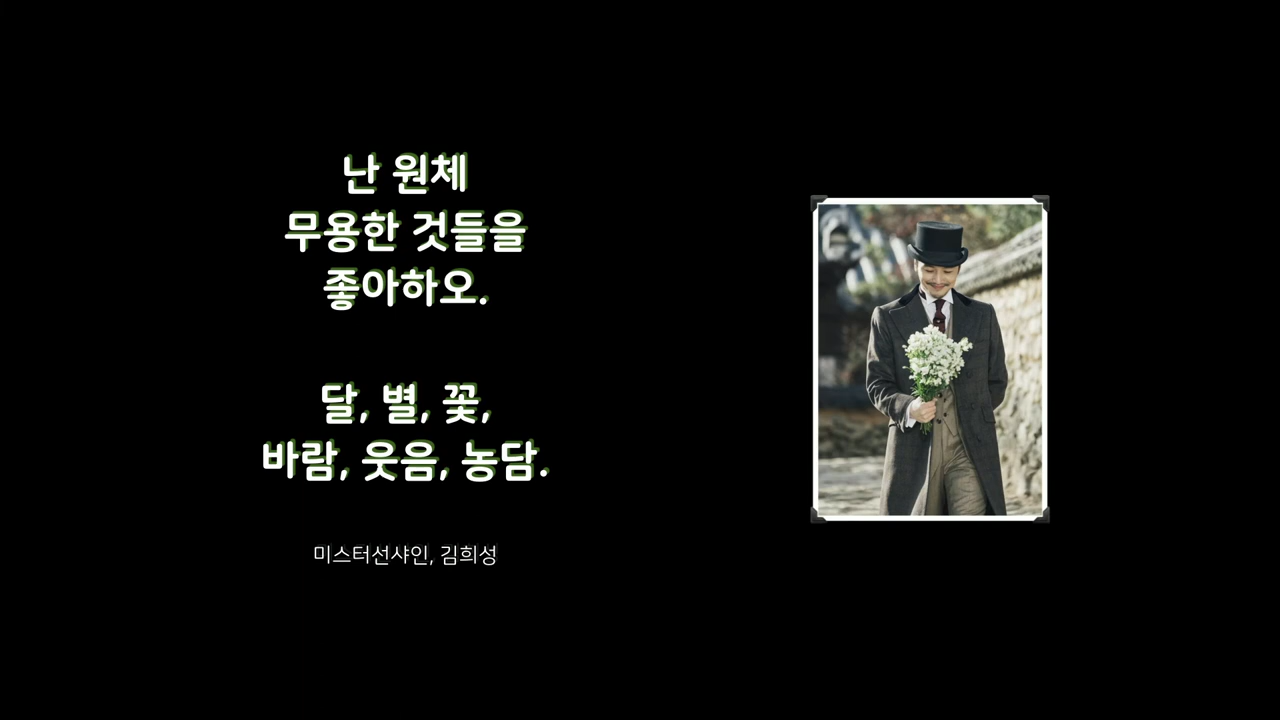 난 원체
무용한 것들을
좋아하오.
달, 별, 꽃,
바람, 웃음, 농담.
미스터선샤인, 김희성